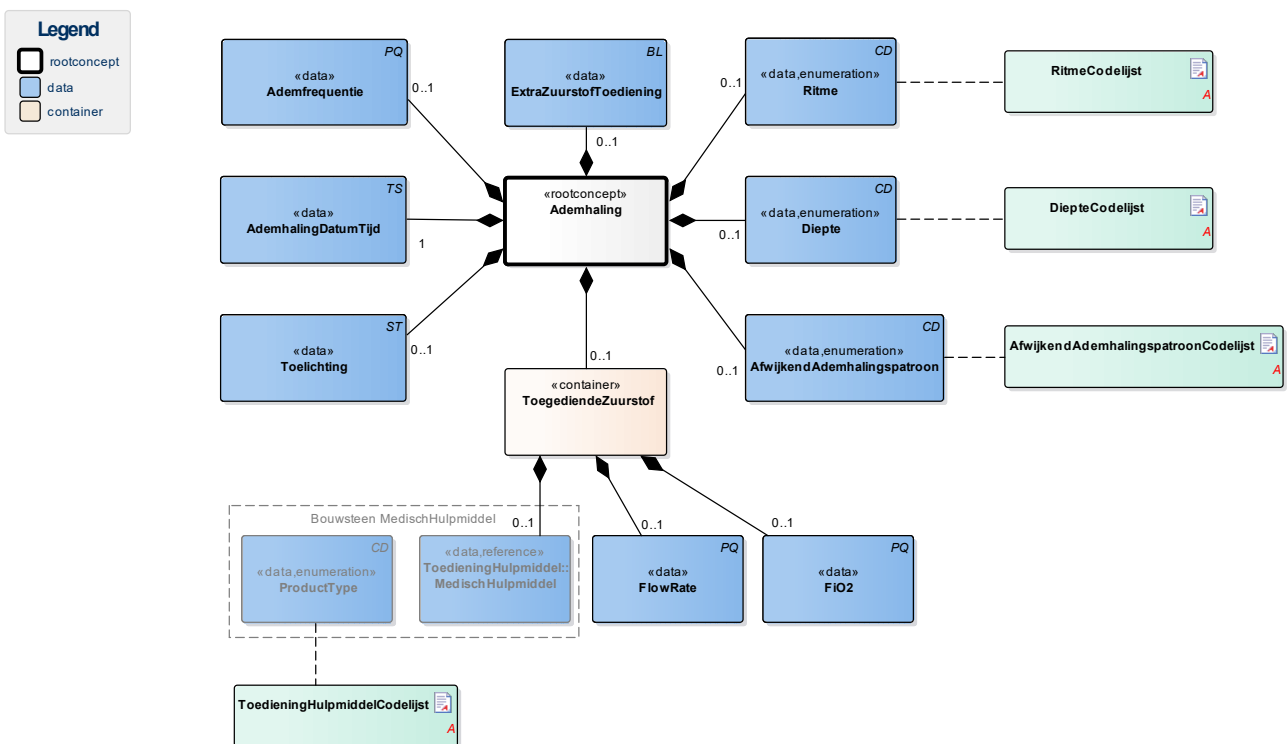 Legend
rootconcept
data
container
PQ
«data»
Ademfrequentie
0..1
BL
«data»
ExtraZuurstofToediening
0..1
CD
«data,enumeration»
Ritme
0..1
RitmeCodelijst
A
TS
«data»
AdemhalingDatumTijd
1
«rootconcept»
Ademhaling
CD
«data,enumeration»
Diepte
0..1
DiepteCodelijst
A
ST
«data»
Toelichting
0..1
CD
«data,enumeration»
AfwijkendAdemhalingspatroon
0..1
AfwijkendAdemhalingspatroonCodelijst
A
0..1
«container»
ToegediendeZuurstof
Bouwsteen MedischHulpmiddel
0..1
0..1
0..1
CD
«data,enumeration»
ProductType
«data,reference»
ToedieningHulpmiddel::
MedischHulpmiddel
PQ
«data»
FlowRate
PQ
«data»
FiO2
ToedieningHulpmiddelCodelijst
A